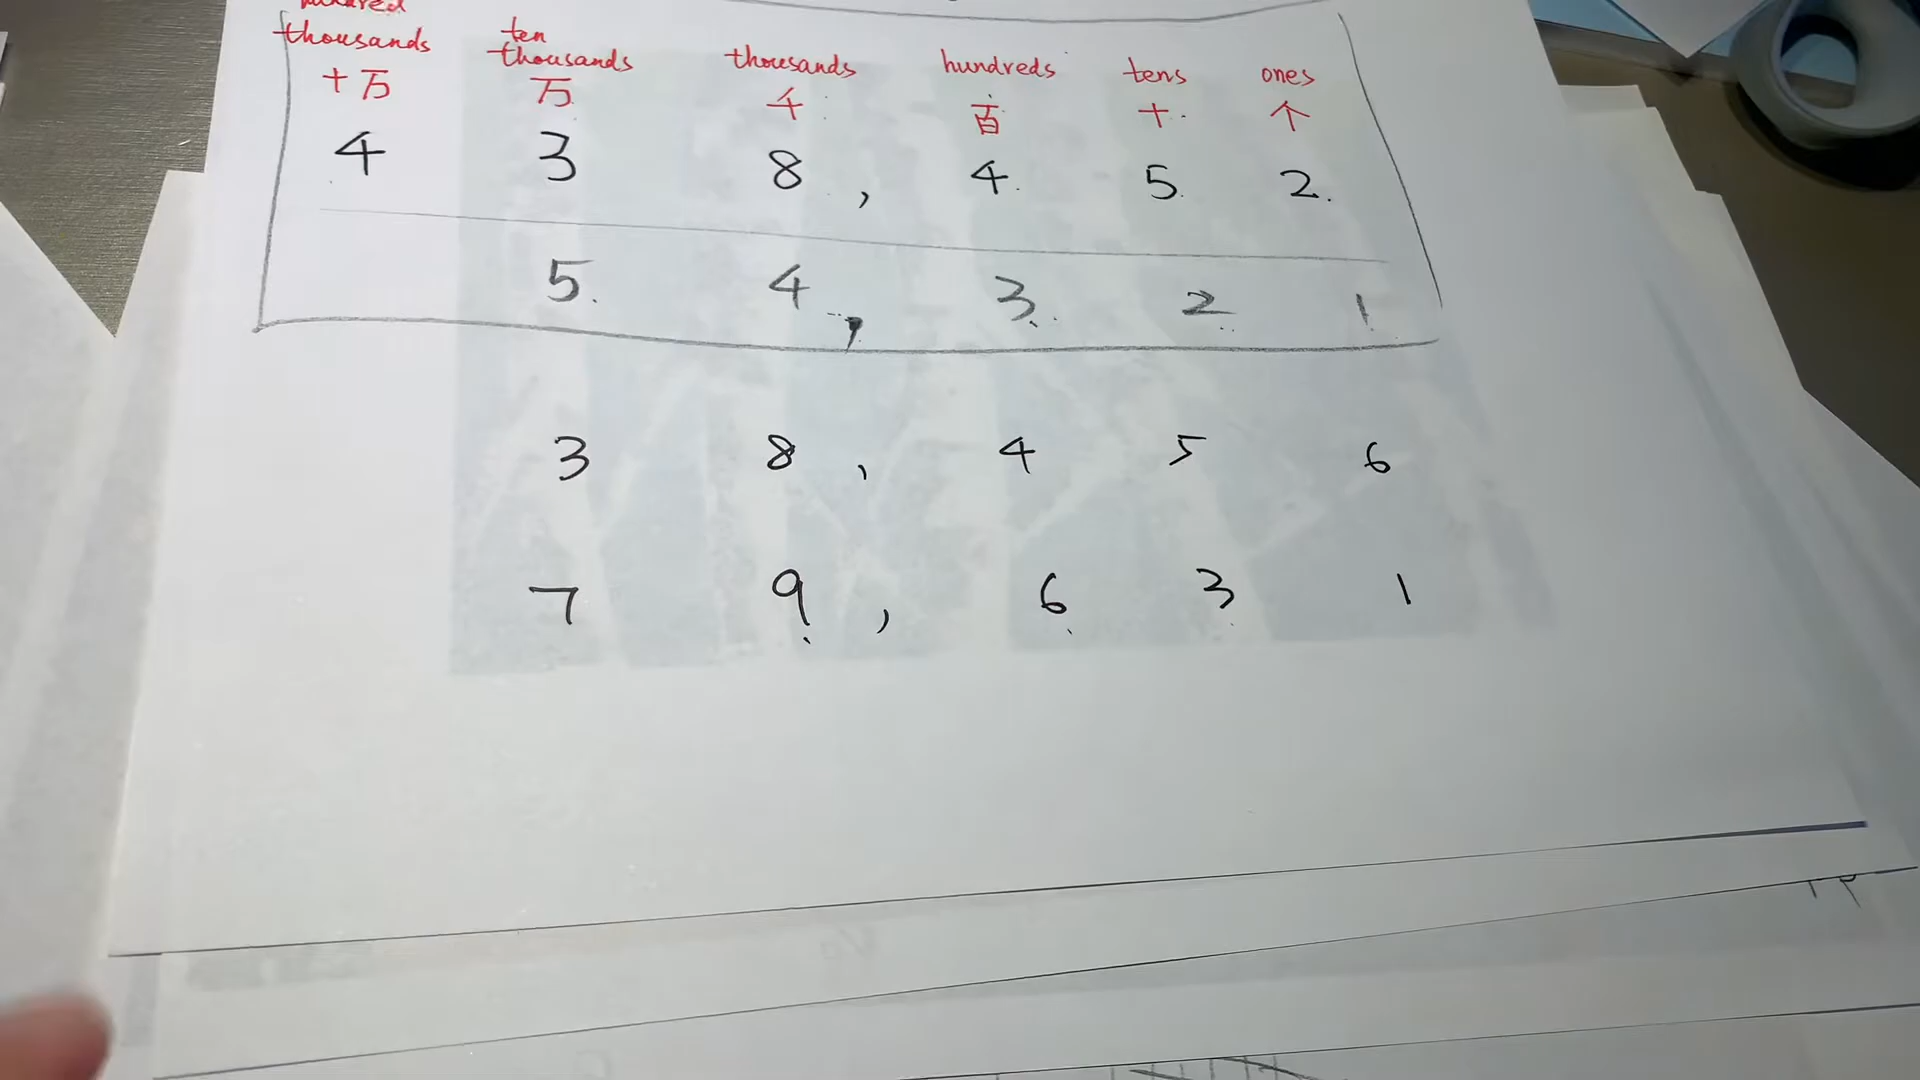 hundred ten
thousands thousands thousands hundreds tens ones
十万 万 千 百 十 个
4 3 8 , 4 5 2
5 4 , 3 2 1
3 8 , 4 5 6
7 9 , 6 3 1